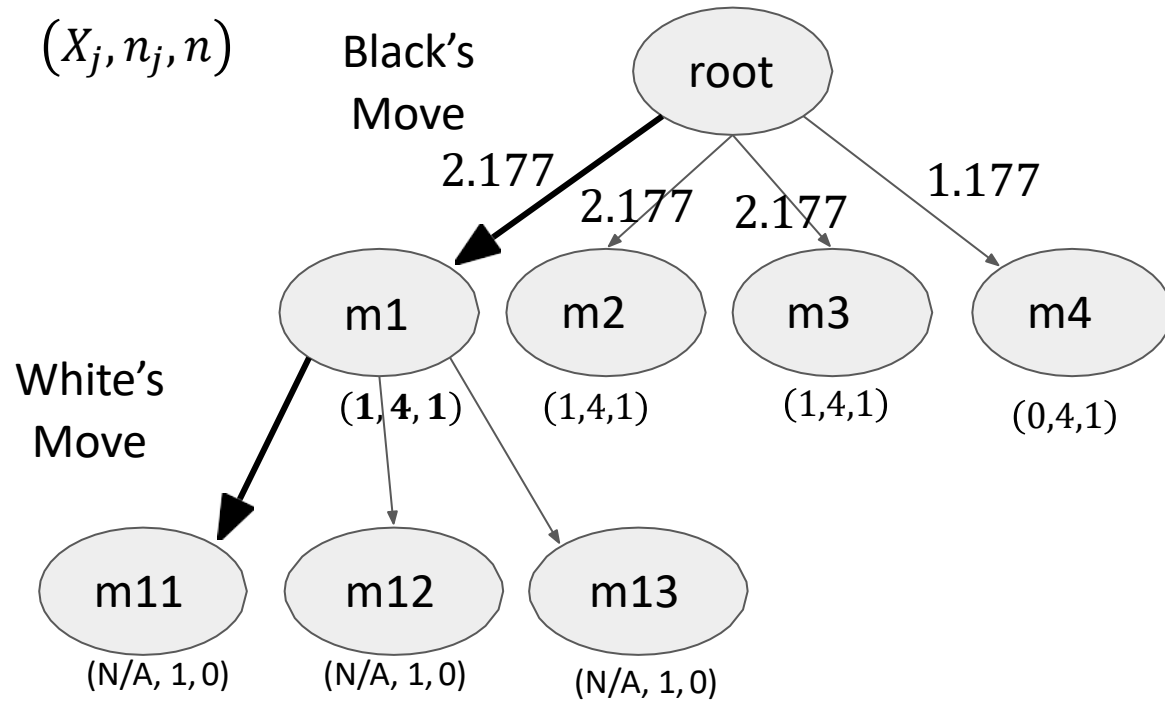 (X_j, n_j, n)
Black's
Move
root
2.177
2.177
2.177
1.177
m1
m2
m3
m4
White's
Move
(1, 4, 1)
(1,4,1)
(1,4,1)
(0,4,1)
m11
m12
m13
(N/A, 1, 0)
(N/A, 1, 0)
(N/A, 1, 0)